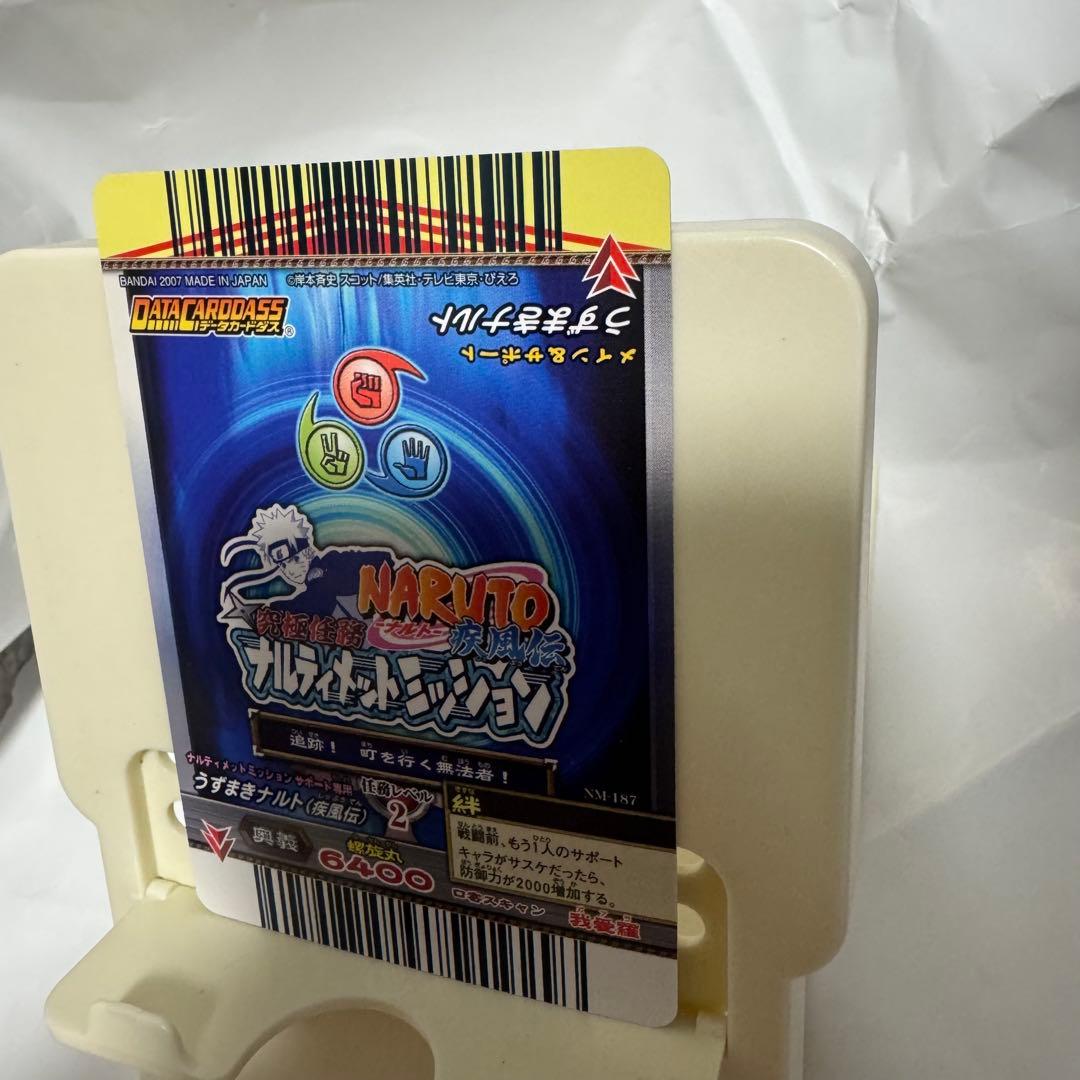 BANDAI 2007 MADE IN JAPAN ©岸本斉史 スコット/集英社・テレビ東京・ぴえろ
DATA CARDDASS
データカードダス®
うずまきナルト
メイン&サポート
NARUTO
-ナルト-
疾風伝
究極任務
ナルティメットミッション
追跡! 町を行く無法者!
NM-187
ナルティメットミッションサポート専用
うずまきナルト(疾風伝)
任務レベル
2
奥義
螺旋丸
6400
絆
戦闘前、もう1人のサポート
キャラがサスケだったら、
防御力が2000増加する。
口寄スキャン
我愛羅